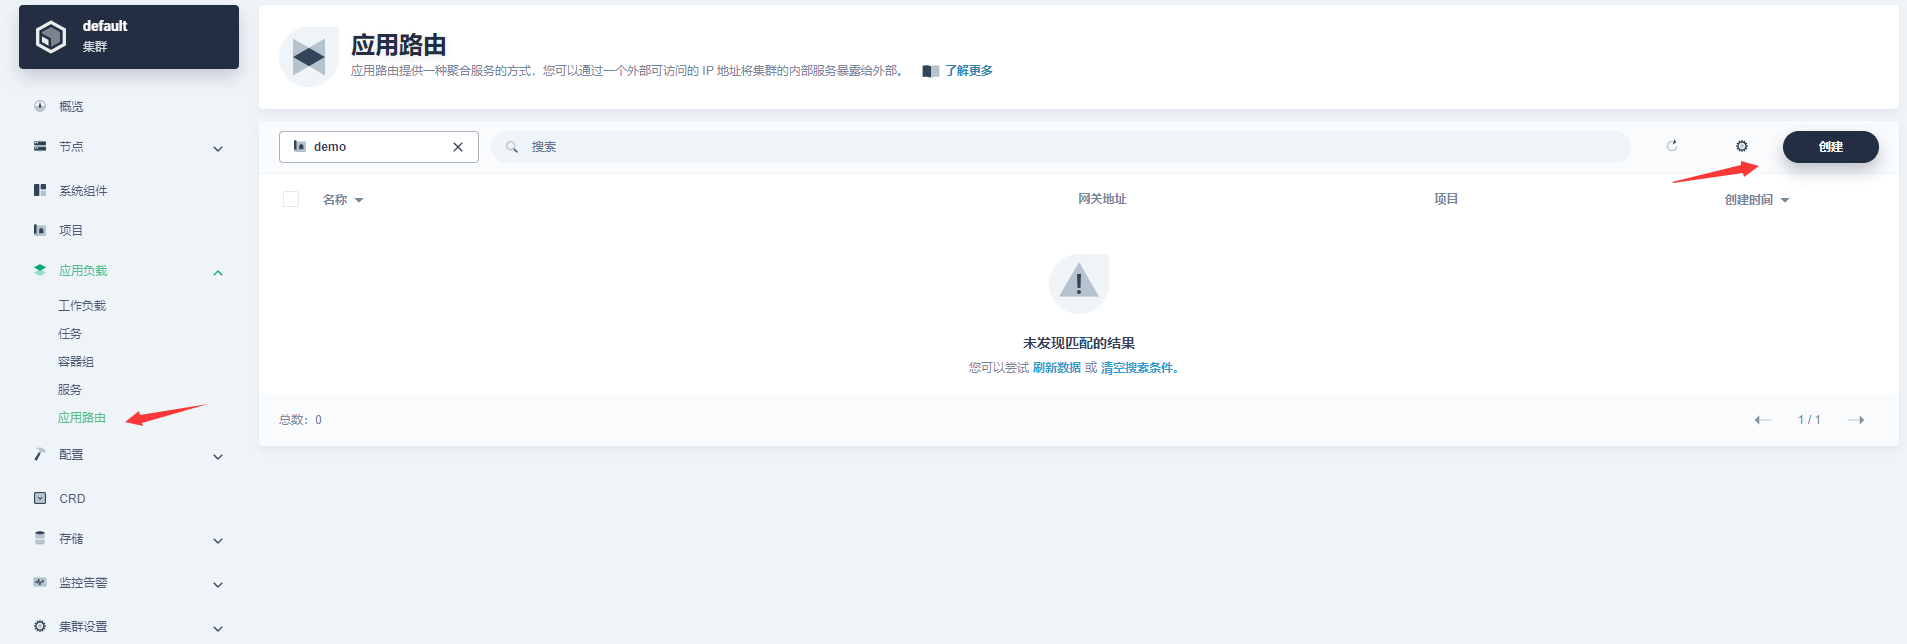 default
集群
概览
节点
系统组件
项目
应用负载
工作负载
任务
容器组
服务
应用路由
配置
CRD
存储
监控告警
集群设置
应用路由
应用路由提供一种聚合服务的方式，您可以通过一个外部可访问的 IP 地址将集群的内部服务暴露给外部。 了解更多
demo 搜索 创建
名称 网关地址 项目 创建时间
未发现匹配的结果
您可以尝试 刷新数据 或 清空搜索条件。
总数：0 1 / 1